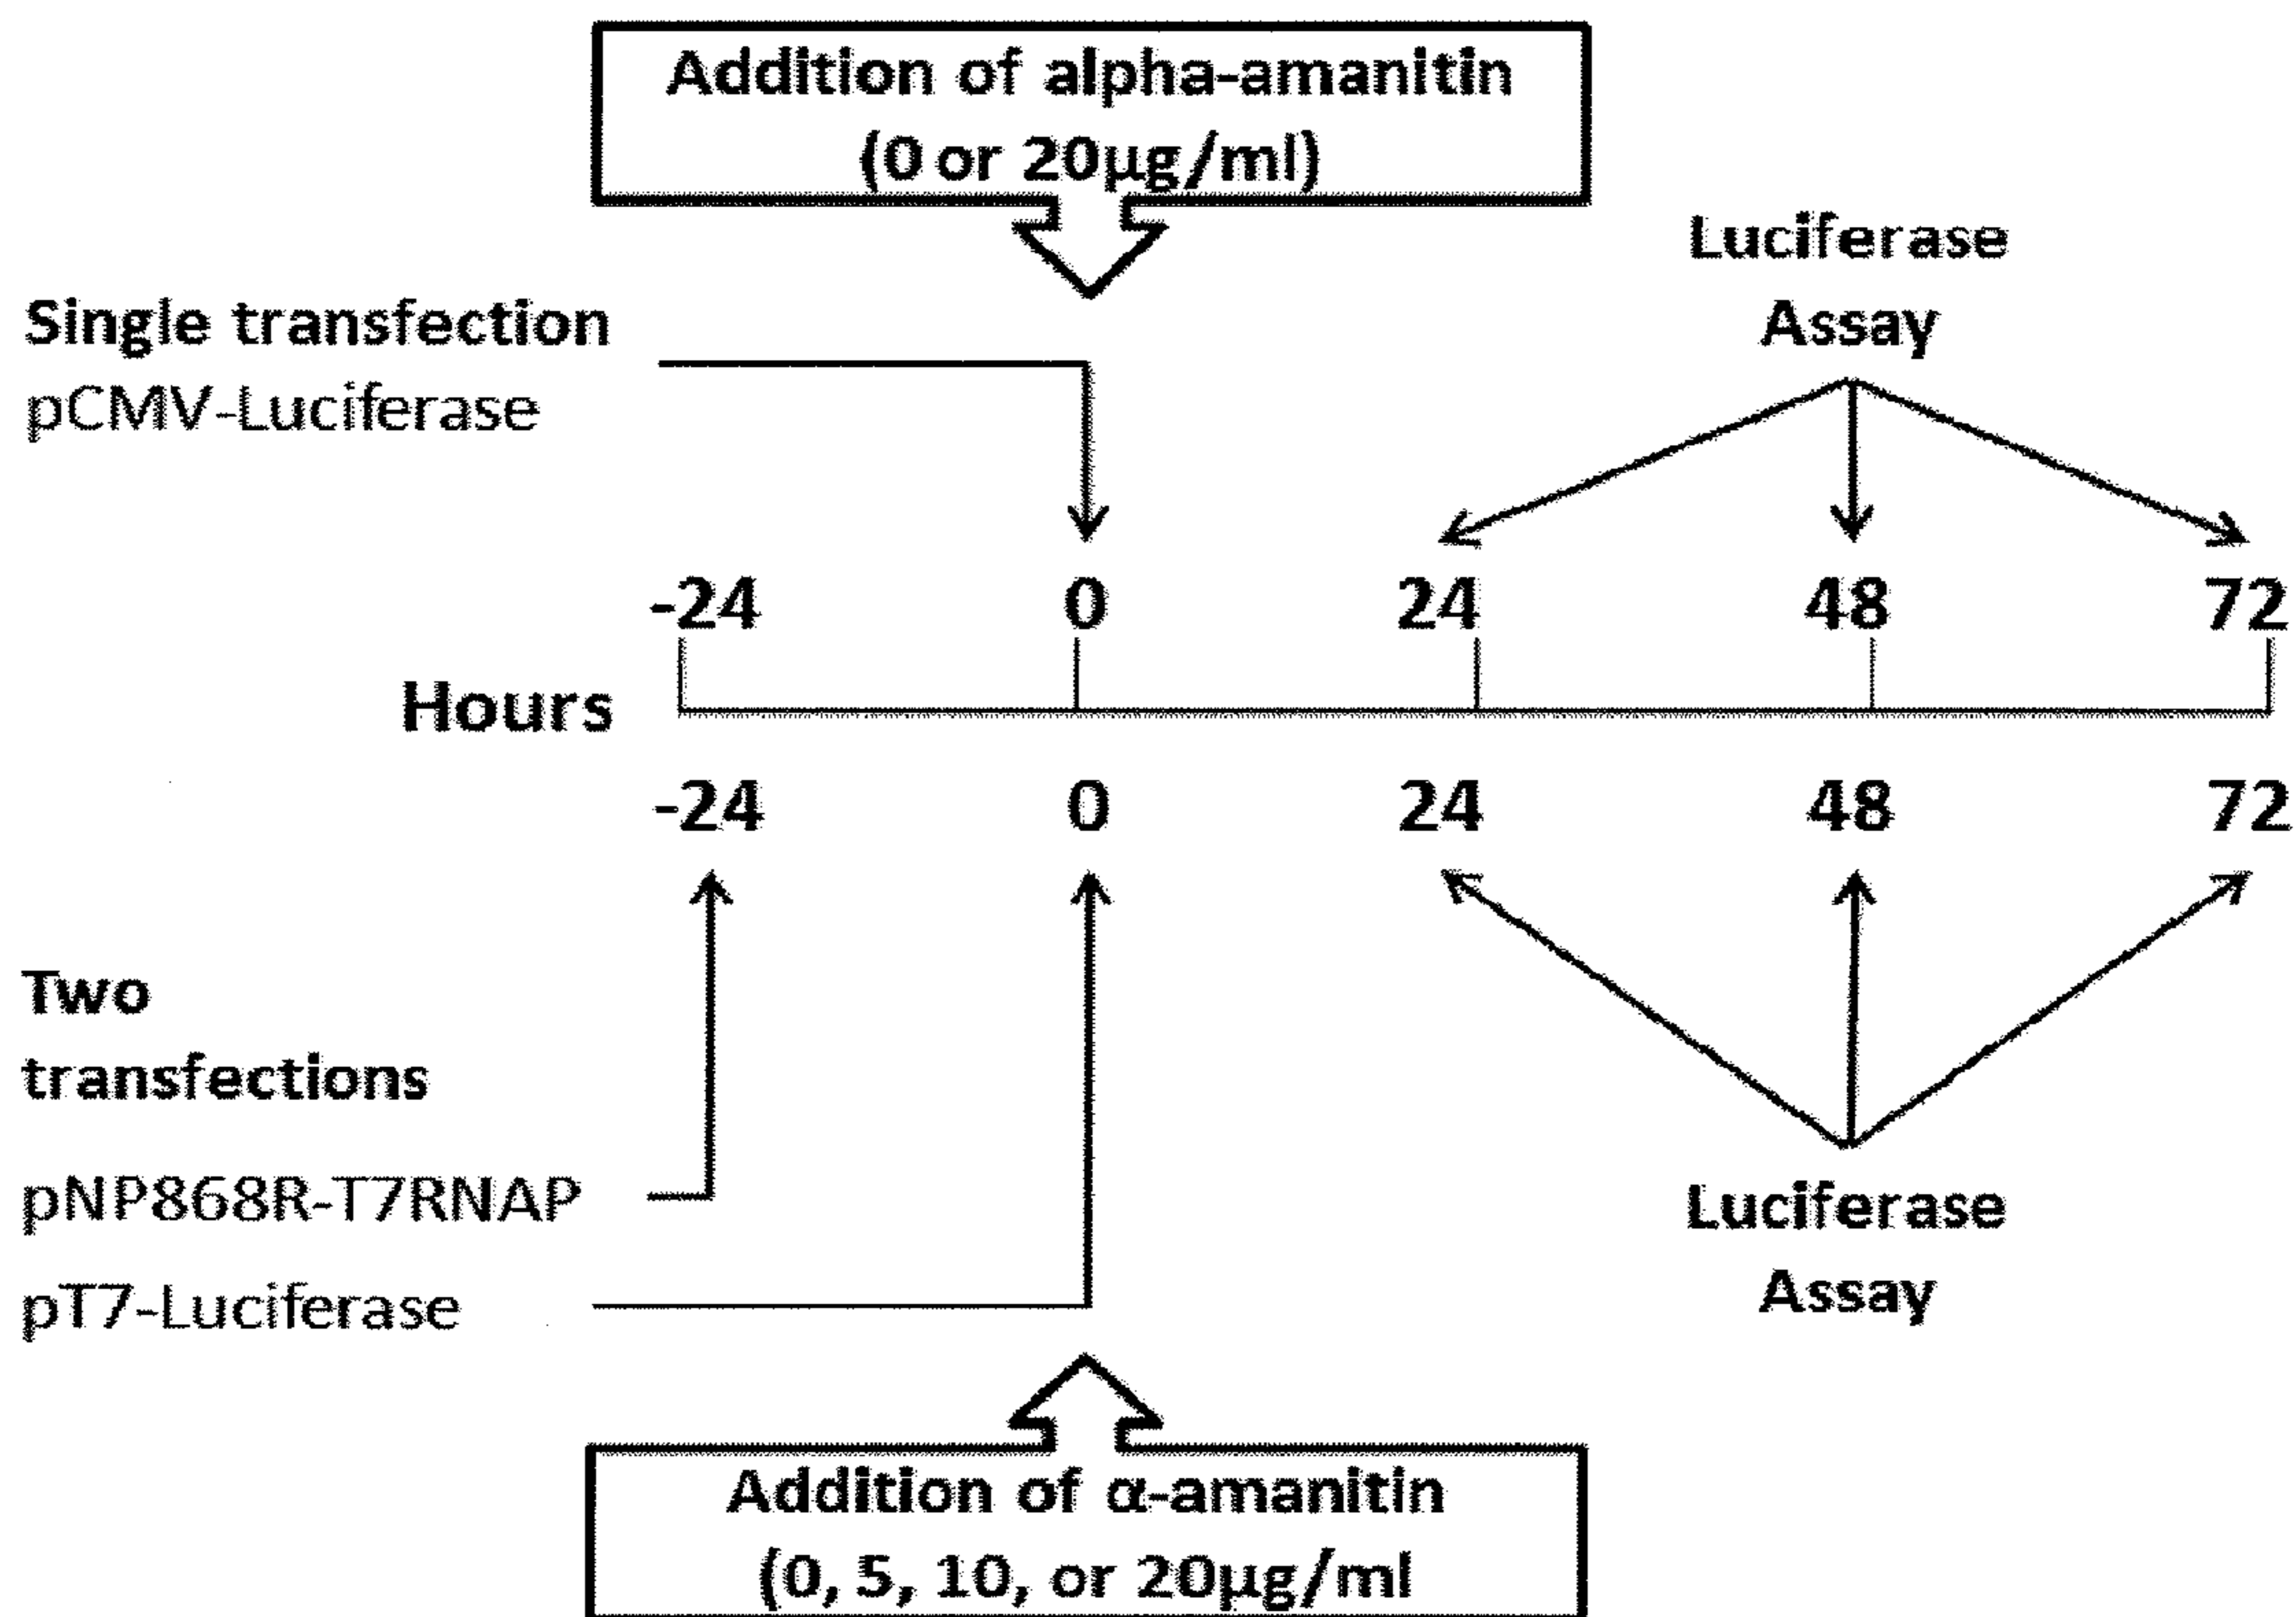 Addition of alpha-amanitin
(0 or 20µg/ml)
Luciferase
Assay
Single transfection
pCMV-Luciferase
-24 0 24 48 72
Hours
-24 0 24 48 72
Two
transfections
pNP868R-T7RNAP
pT7-Luciferase
Luciferase
Assay
Addition of α-amanitin
(0, 5, 10, or 20µg/ml